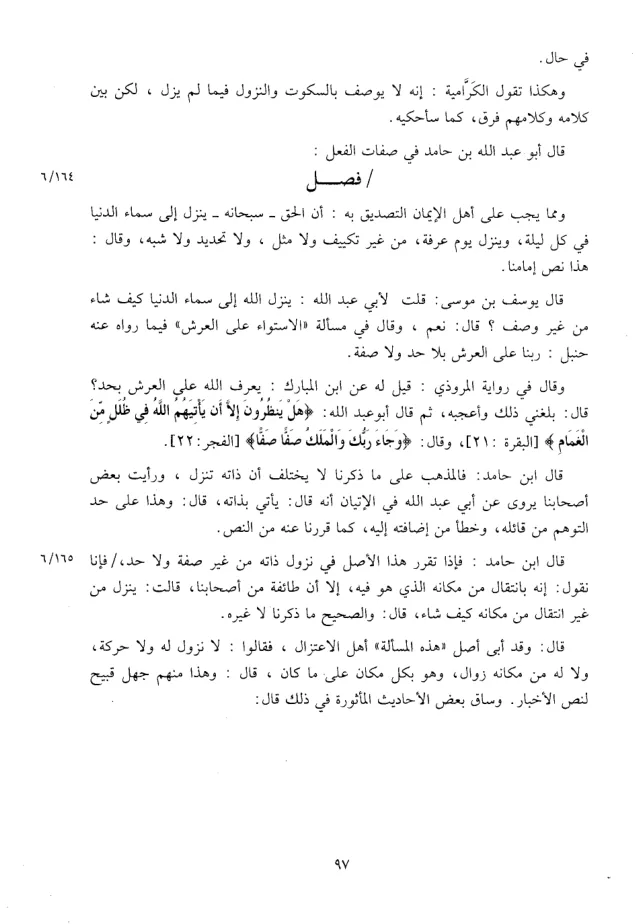 في حال.
وهكذا تقول الكَرَّامية : إنه لا يوصف بالسكوت والنزول فيما لم يزل ، لكن بين
كلامه وكلامهم فرق، كما سأحكيه.
قال أبو عبد الله بن حامد في صفات الفعل :
/ فصـــل
٦/١٦٤
ومما يجب على أهل الإيمان التصديق به : أن الحق ـ سبحانه ـ ينزل إلى سماء الدنيا
في كل ليلة، وينزل يوم عرفة، من غير تكييف ولا مثل ، ولا تحديد ولا شبه، وقال :
هذا نص إمامنا.
قال يوسف بن موسى: قلت لأبي عبد الله : ينزل الله إلى سماء الدنيا كيف شاء
من غير وصف ؟ قال: نعم ، وقال في مسألة «الاستواء على العرش» فيما رواه عنه
حنبل : ربنا على العرش بلا حد ولا صفة.
وقال في رواية المروذي : قيل له عن ابن المبارك : يعرف الله على العرش بحد؟
قال: بلغني ذلك وأعجبه، ثم قال أبوعبد الله: ﴿هَلْ يَنظُرُونَ إِلاَّ أَن يَأْتِيَهُمُ اللَّهُ فِي ظُلَلٍ مِّنَ
الْغَمَامِ ﴾ [البقرة :٢١]، وقال: ﴿وَجَاءَ رَبُّكَ وَالْمَلَكُ صَفًّا صَفًّا﴾ [الفجر:٢٢].
قال ابن حامد: فالمذهب على ما ذكرنا لا يختلف أن ذاته تنزل ، ورأيت بعض
أصحابنا يروى عن أبي عبد الله في الإتيان أنه قال: يأتي بذاته، قال: وهذا على حد
التوهم من قائله، وخطأ من إضافته إليه، كما قررنا عنه من النص.
قال ابن حامد : فإذا تقرر هذا الأصل في نزول ذاته من غير صفة ولا حد،/ فإنا
٦/١٦٥
نقول: إنه بانتقال من مكانه الذي هو فيه، إلا أن طائفة من أصحابنا، قالت: ينزل من
غير انتقال من مكانه كيف شاء، قال: والصحيح ما ذكرنا لا غيره.
قال: وقد أبى أصل «هذه المسألة» أهل الاعتزال ، فقالوا : لا نزول له ولا حركة،
ولا له من مكانه زوال، وهو بكل مكان على ما كان ، قال : وهذا منهم جهل قبيح
لنص الأخبار. وساق بعض الأحاديث المأثورة في ذلك قال:
٩٧